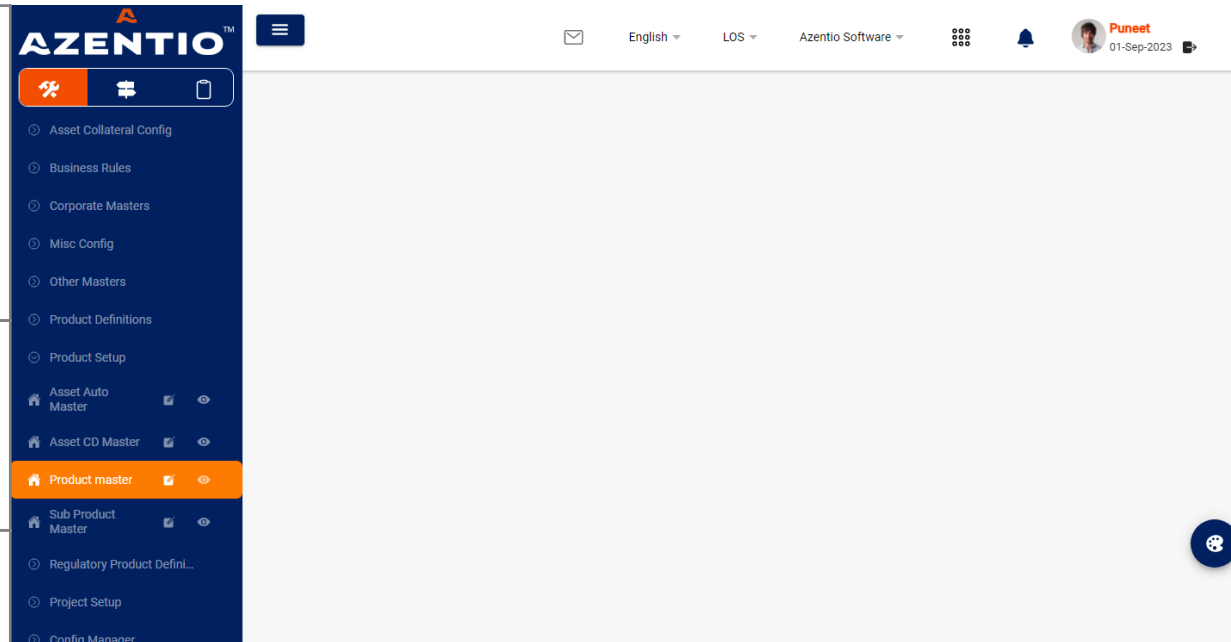 AZENTIO™
English
LOS
Azentio Software
Puneet
01-Sep-2023
Asset Collateral Config
Business Rules
Corporate Masters
Misc Config
Other Masters
Product Definitions
Product Setup
Asset Auto
Master
Asset CD Master
Product master
Sub Product
Master
Regulatory Product Defini...
Project Setup
Config Manager